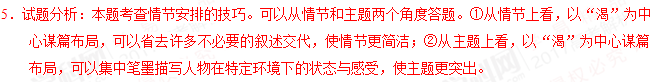 5．试题分析：本题考查情节安排的技巧。可以从情节和主题两个角度答题。①从情节上看，以“渴”为中
心谋篇布局，可以省去许多不必要的叙述交代，使情节更简洁；②从主题上看，以“渴”为中心谋篇
布局，可以集中笔墨描写人物在特定环境下的状态与感受，使主题更突出。